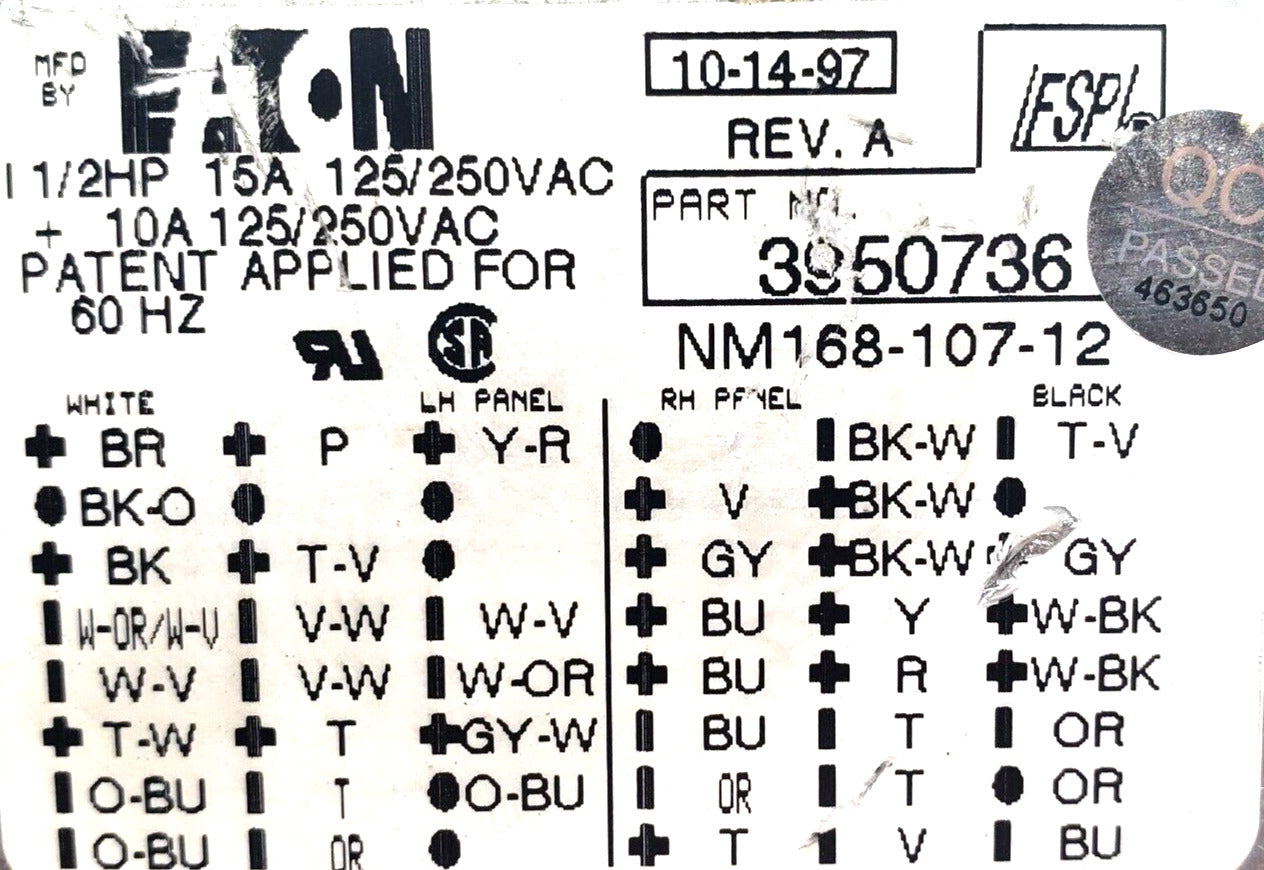 MFD
BY
EATON
1 1/2HP 15A 125/250VAC
+ 10A 125/250VAC
PATENT APPLIED FOR
60 HZ
10-14-97
REV. A
FSP®
PART NO.
3950736
NM168-107-12
QC
PASSED
463650
WHITE LH PANEL
BR P Y-R
BK-O
BK T-V
W-OR/W-V V-W W-V
W-V V-W W-OR
T-W T GY-W
O-BU T O-BU
O-BU OR
RH PANEL BLACK
BK-W T-V
V BK-W
GY BK-W GY
BU Y W-BK
BU R W-BK
BU T OR
OR T OR
T V BU